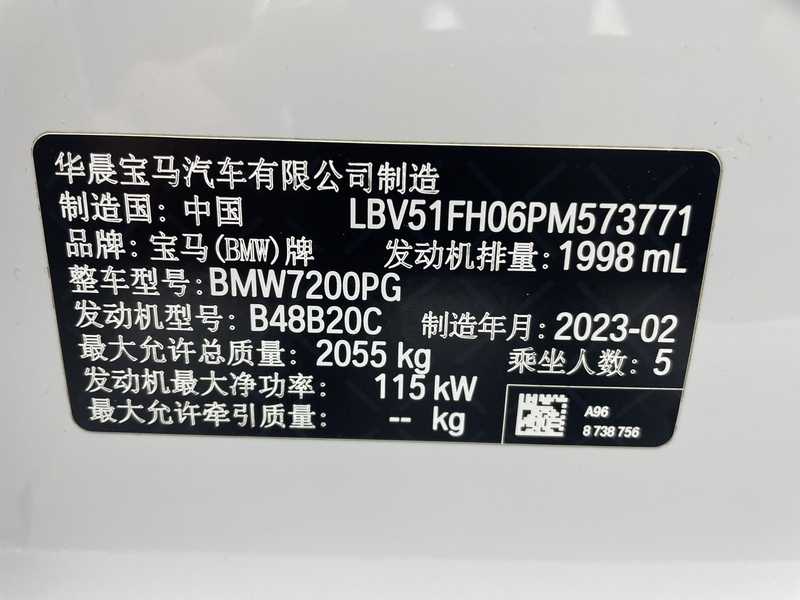 华晨宝马汽车有限公司制造
制造国: 中国 LBV51FH06PM573771
品牌: 宝马(BMW)牌 发动机排量: 1998 mL
整车型号: BMW7200PG
发动机型号: B48B20C 制造年月: 2023-02
最大允许总质量: 2055 kg 乘坐人数: 5
发动机最大净功率: 115 kW
最大允许牵引质量: -- kg
A96
8 738 756